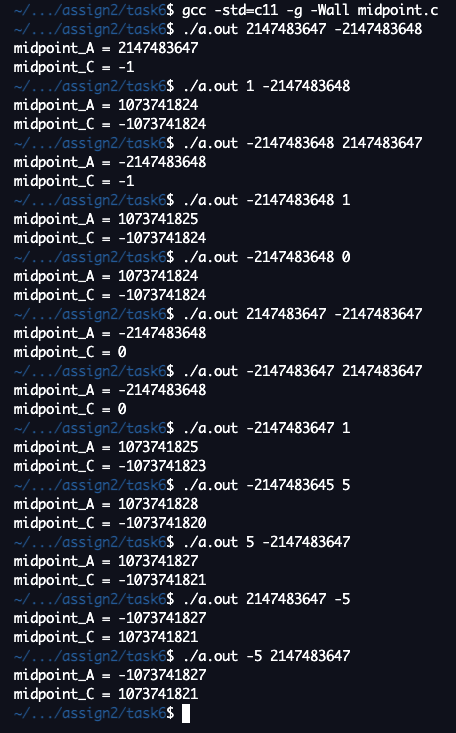 ~/.../assign2/task6$ gcc -std=c11 -g -Wall midpoint.c
~/.../assign2/task6$ ./a.out 2147483647 -2147483648
midpoint_A = 2147483647
midpoint_C = -1
~/.../assign2/task6$ ./a.out 1 -2147483648
midpoint_A = 1073741824
midpoint_C = -1073741824
~/.../assign2/task6$ ./a.out -2147483648 2147483647
midpoint_A = -2147483648
midpoint_C = -1
~/.../assign2/task6$ ./a.out -2147483648 1
midpoint_A = 1073741825
midpoint_C = -1073741824
~/.../assign2/task6$ ./a.out -2147483648 0
midpoint_A = 1073741824
midpoint_C = -1073741824
~/.../assign2/task6$ ./a.out 2147483647 -2147483647
midpoint_A = -2147483648
midpoint_C = 0
~/.../assign2/task6$ ./a.out -2147483647 2147483647
midpoint_A = -2147483648
midpoint_C = 0
~/.../assign2/task6$ ./a.out -2147483647 1
midpoint_A = 1073741825
midpoint_C = -1073741823
~/.../assign2/task6$ ./a.out -2147483645 5
midpoint_A = 1073741828
midpoint_C = -1073741820
~/.../assign2/task6$ ./a.out 5 -2147483647
midpoint_A = 1073741827
midpoint_C = -1073741821
~/.../assign2/task6$ ./a.out 2147483647 -5
midpoint_A = -1073741827
midpoint_C = 1073741821
~/.../assign2/task6$ ./a.out -5 2147483647
midpoint_A = -1073741827
midpoint_C = 1073741821
~/.../assign2/task6$